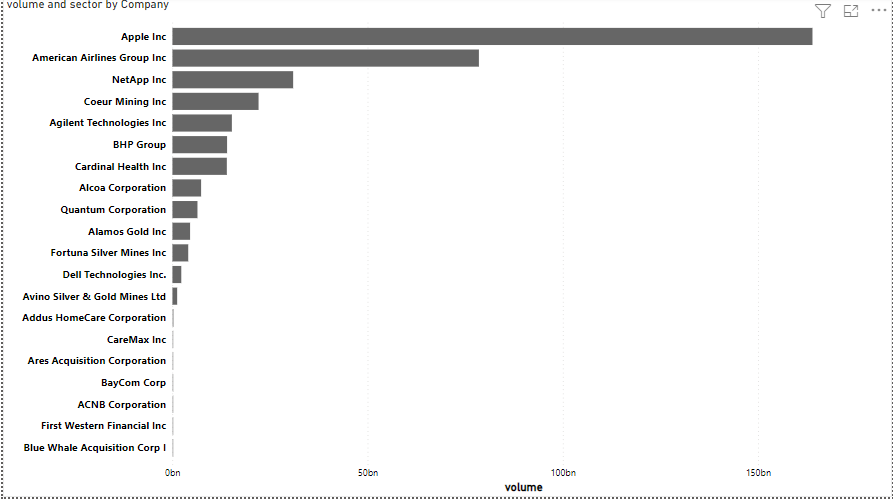 volume and sector by Company
Apple Inc
American Airlines Group Inc
NetApp Inc
Coeur Mining Inc
Agilent Technologies Inc
BHP Group
Cardinal Health Inc
Alcoa Corporation
Quantum Corporation
Alamos Gold Inc
Fortuna Silver Mines Inc
Dell Technologies Inc.
Avino Silver & Gold Mines Ltd
Addus HomeCare Corporation
CareMax Inc
Ares Acquisition Corporation
BayCom Corp
ACNB Corporation
First Western Financial Inc
Blue Whale Acquisition Corp I
0bn 50bn 100bn 150bn
volume